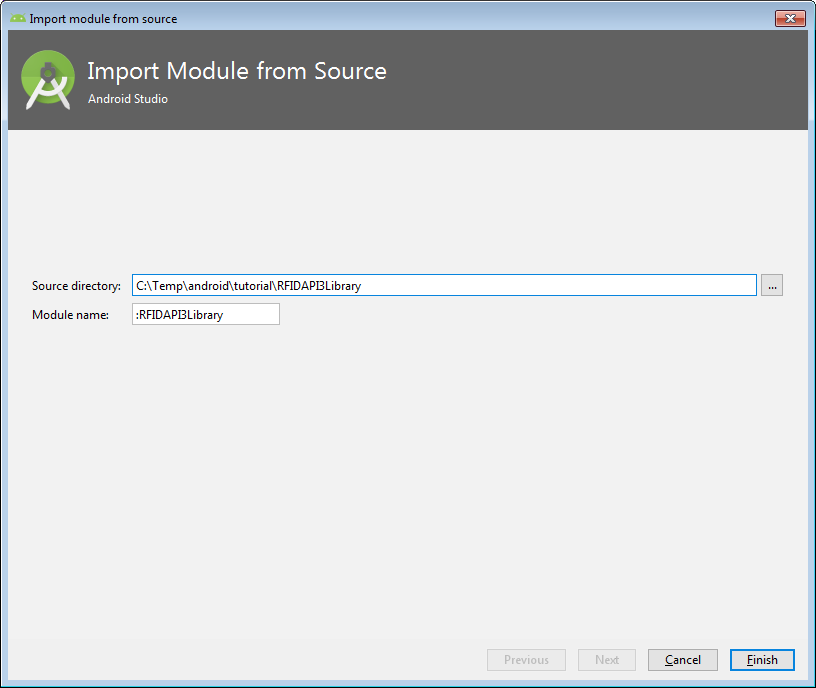 Import module from source
Import Module from Source
Android Studio
Source directory: C:\Temp\android\tutorial\RFIDAPI3Library ...
Module name: :RFIDAPI3Library
Previous Next Cancel Finish